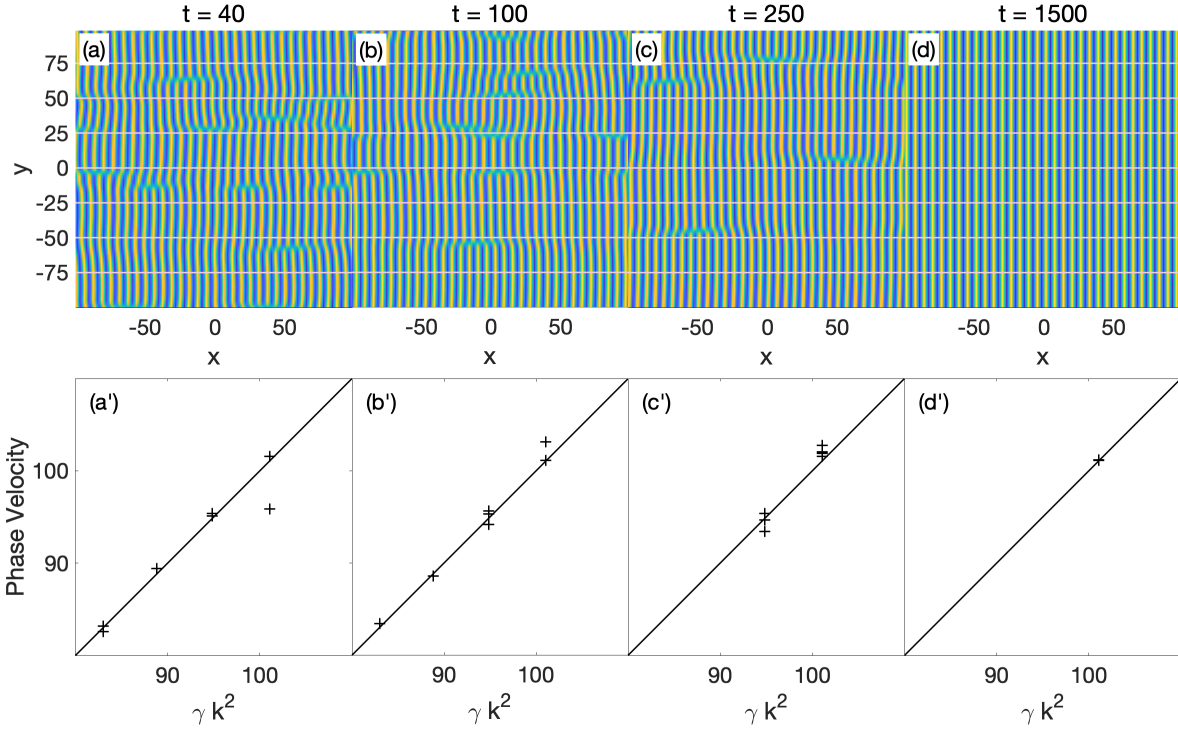 t = 40 t = 100 t = 250 t = 1500
(a) (b) (c) (d)
75
50
25
0
-25
-50
-75
y
-50 0 50 -50 0 50 -50 0 50 -50 0 50
x x x x
(a') (b') (c') (d')
Phase Velocity
100
90
90 100 90 100 90 100 90 100
γ k² γ k² γ k² γ k²